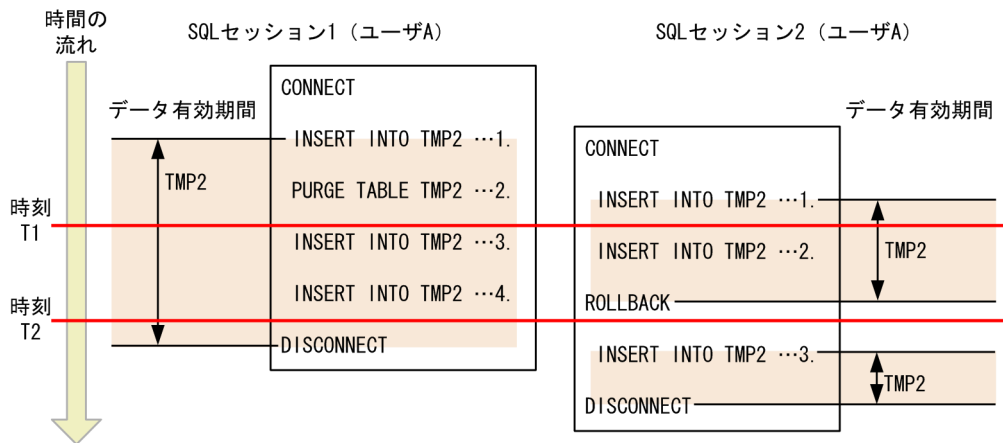 時間の
流れ
SQLセッション1（ユーザA）
SQLセッション2（ユーザA）
データ有効期間
CONNECT
INSERT INTO TMP2 …1.
TMP2
PURGE TABLE TMP2 …2.
時刻
T1
INSERT INTO TMP2 …3.
INSERT INTO TMP2 …4.
時刻
T2
DISCONNECT
データ有効期間
CONNECT
INSERT INTO TMP2 …1.
INSERT INTO TMP2 …2.
TMP2
ROLLBACK
INSERT INTO TMP2 …3.
TMP2
DISCONNECT